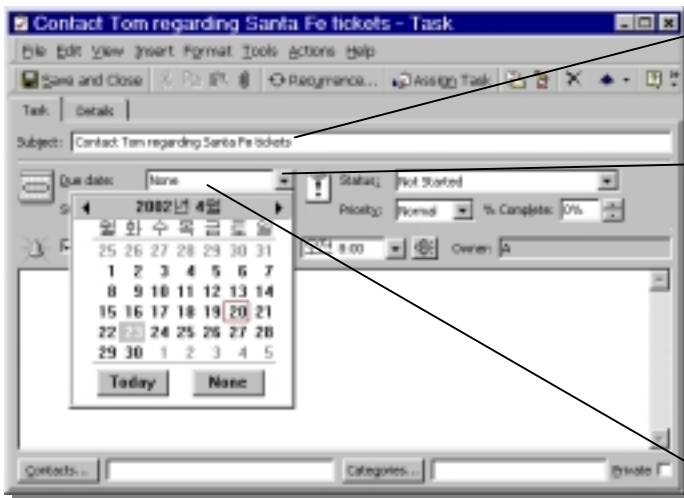 Contact Tom regarding Santa Fe tickets - Task
File Edit View Insert Format Tools Actions Help
Save and Close Recurrence... Assign Task
Task Details
Subject: Contact Tom regarding Santa Fe tickets
Due date: None Status: Not Started
S Priority: Normal % Complete: 0%
2002년 4월
월 화 수 목 금 토 일
25 26 27 28 29 30 31
1 2 3 4 5 6 7
8 9 10 11 12 13 14
15 16 17 18 19 20 21
22 23 24 25 26 27 28
29 30 1 2 3 4 5
Today None
8:00 Owner: A
Contacts... Categories... Private